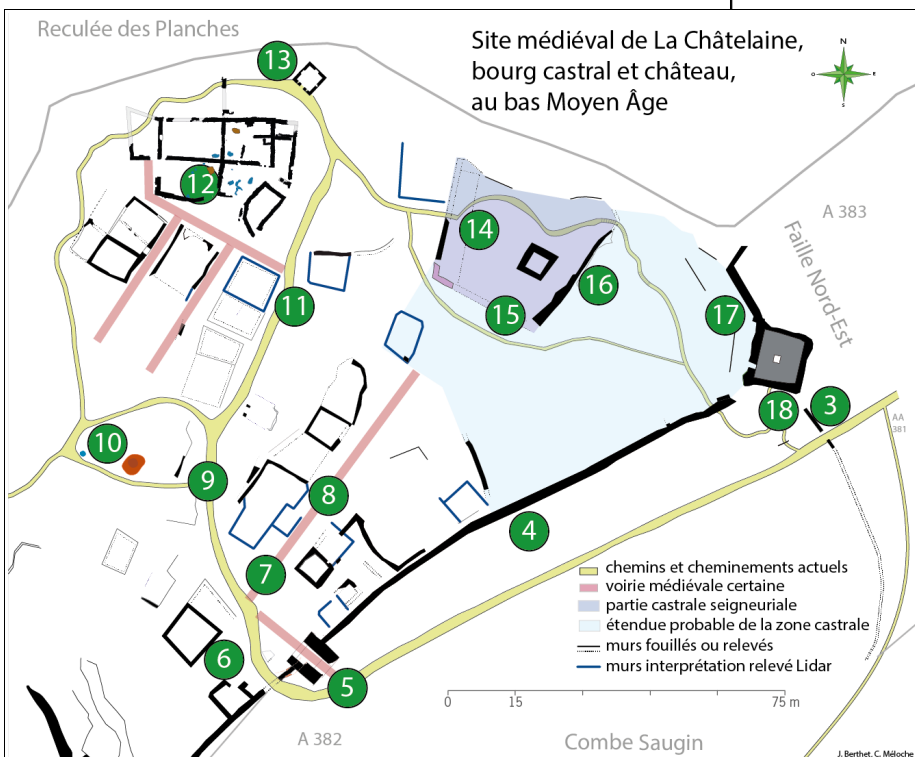 Reculée des Planches
Site médiéval de La Châtelaine,
bourg castral et château,
au bas Moyen Âge
N
O
E
S
13
12
14
A 383
Faille Nord-Est
16
11
15
17
18
3
10
AA
381
9
8
4
7
chemins et cheminements actuels
voirie médiévale certaine
partie castrale seigneuriale
étendue probable de la zone castrale
murs fouillés ou relevés
murs interprétation relevé Lidar
6
5
0
15
75 m
A 382
Combe Saugin
J. Berthet, C. Méloche